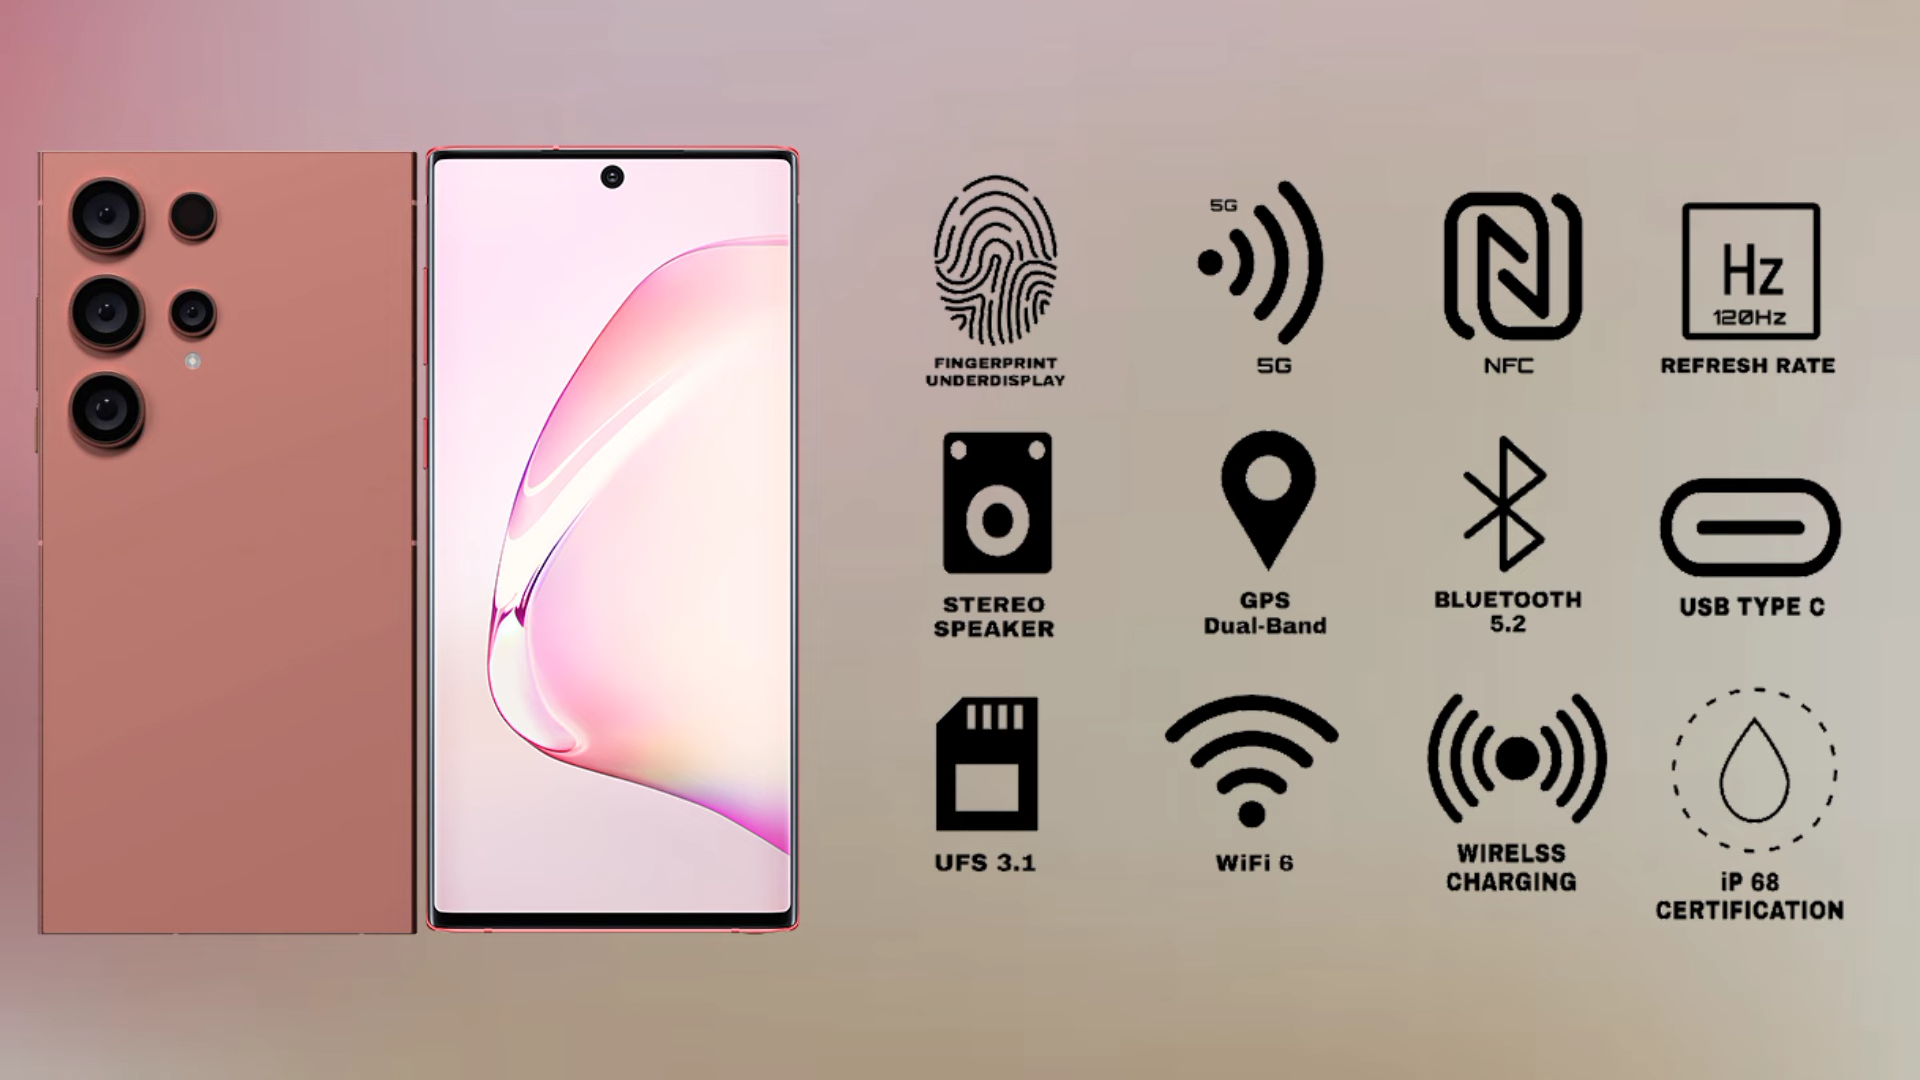 FINGERPRINT
UNDERDISPLAY
5G
5G
NFC
Hz
120Hz
REFRESH RATE
STEREO
SPEAKER
GPS
Dual-Band
BLUETOOTH
5.2
USB TYPE C
UFS 3.1
WiFi 6
WIRELSS
CHARGING
iP 68
CERTIFICATION